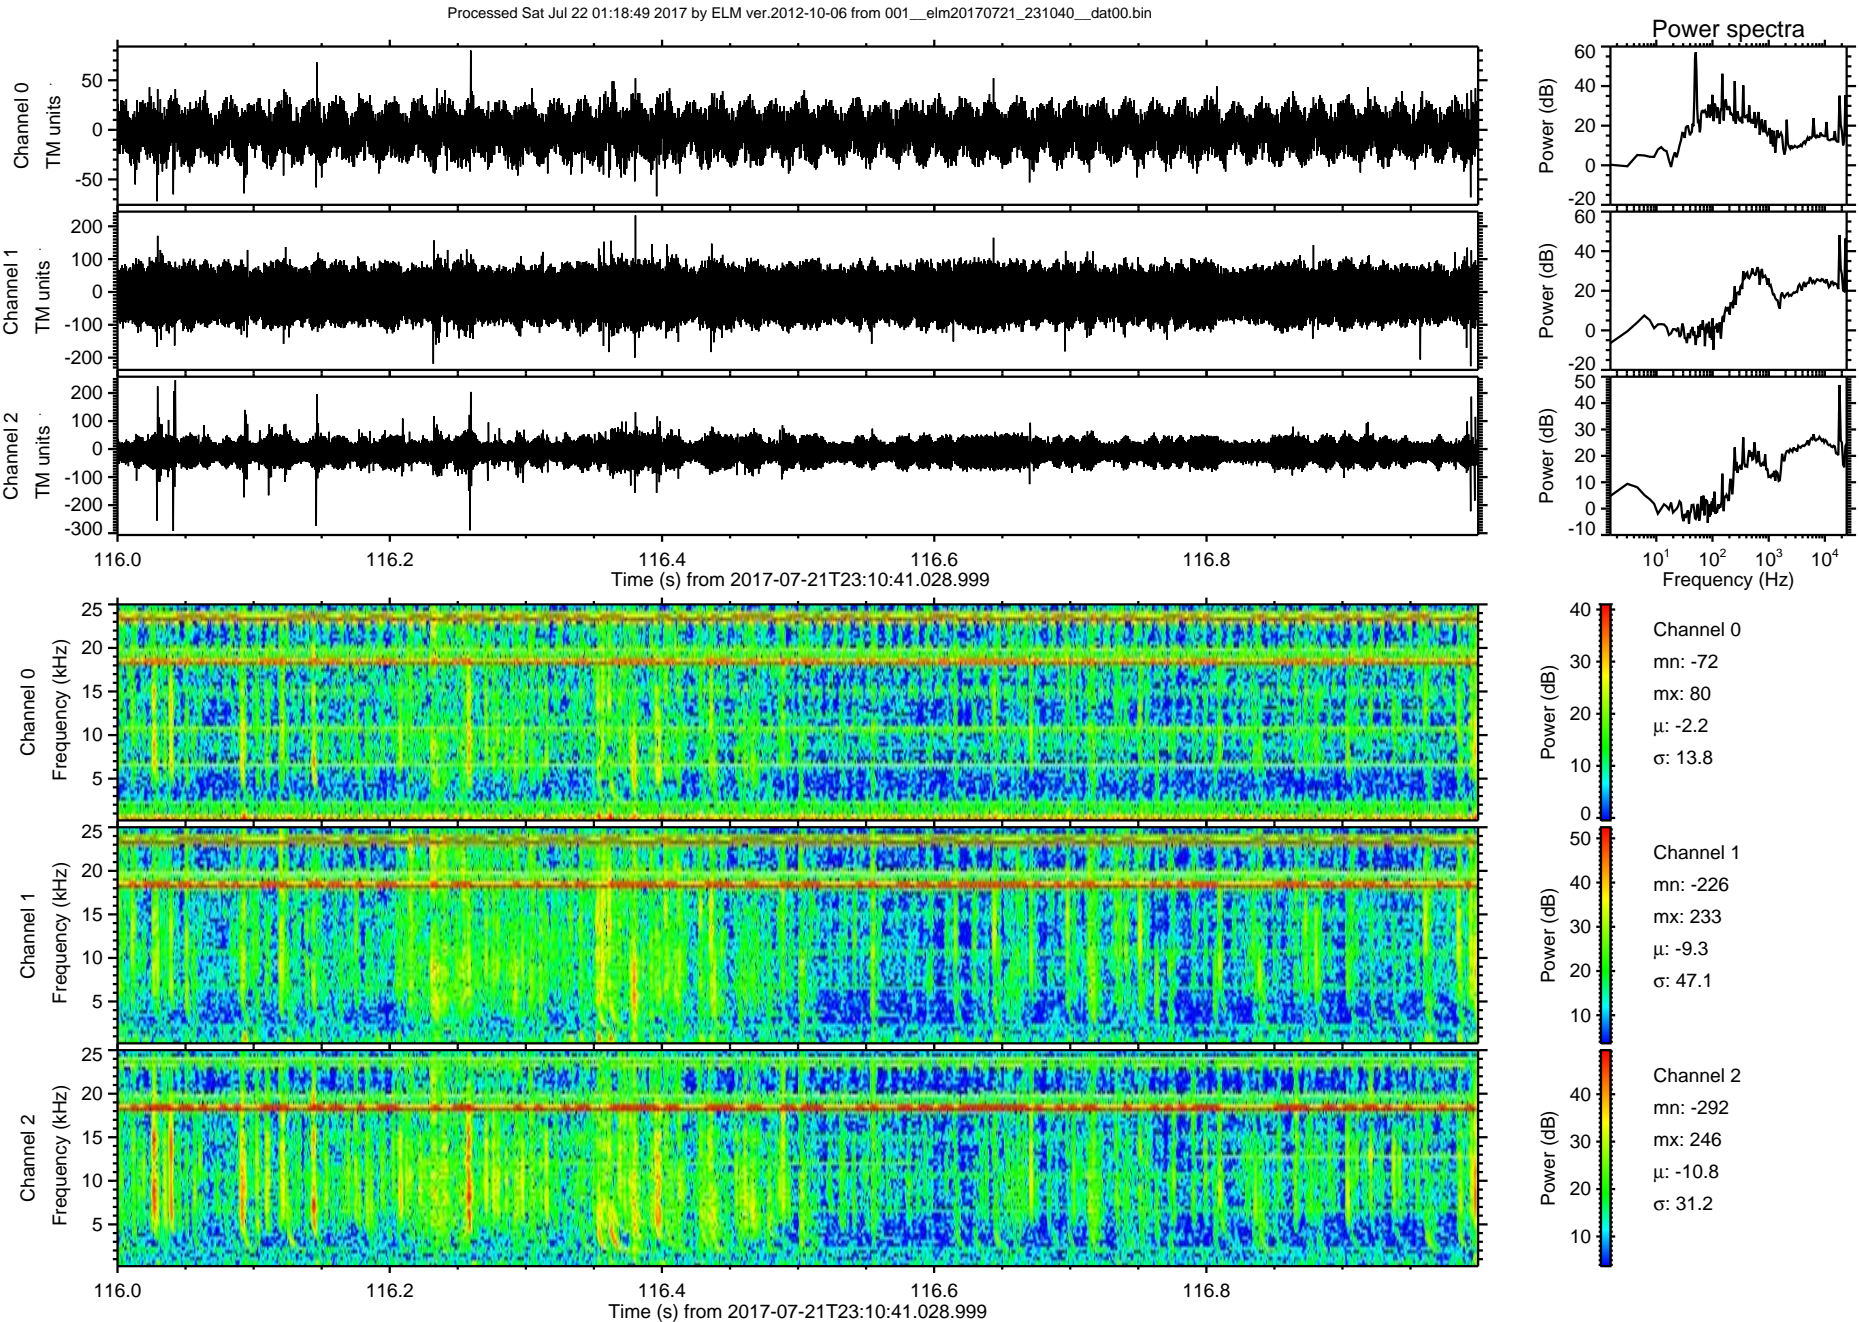 Processed Sat Jul 22 01:18:49 2017 by ELM ver.2012-10-06 from 001__elm20170721_231040__dat00.bin
Power spectra
Channel 0
TM units
50
0
-50
Power (dB)
60
40
20
0
-20
Channel 1
TM units
200
100
0
-100
-200
Power (dB)
60
40
20
0
-20
Channel 2
TM units
200
100
0
-100
-200
-300
Power (dB)
50
40
30
20
10
0
-10
116.0 116.2 116.4 116.6 116.8
Time (s) from 2017-07-21T23:10:41.028.999
10¹ 10² 10³ 10⁴
Frequency (Hz)
Channel 0
Frequency (kHz)
25
20
15
10
5
Power (dB)
40
30
20
10
0
Channel 0
mn: -72
mx: 80
μ: -2.2
σ: 13.8
Channel 1
Frequency (kHz)
25
20
15
10
5
Power (dB)
50
40
30
20
10
Channel 1
mn: -226
mx: 233
μ: -9.3
σ: 47.1
Channel 2
Frequency (kHz)
25
20
15
10
5
Power (dB)
40
30
20
10
Channel 2
mn: -292
mx: 246
μ: -10.8
σ: 31.2
116.0 116.2 116.4 116.6 116.8
Time (s) from 2017-07-21T23:10:41.028.999